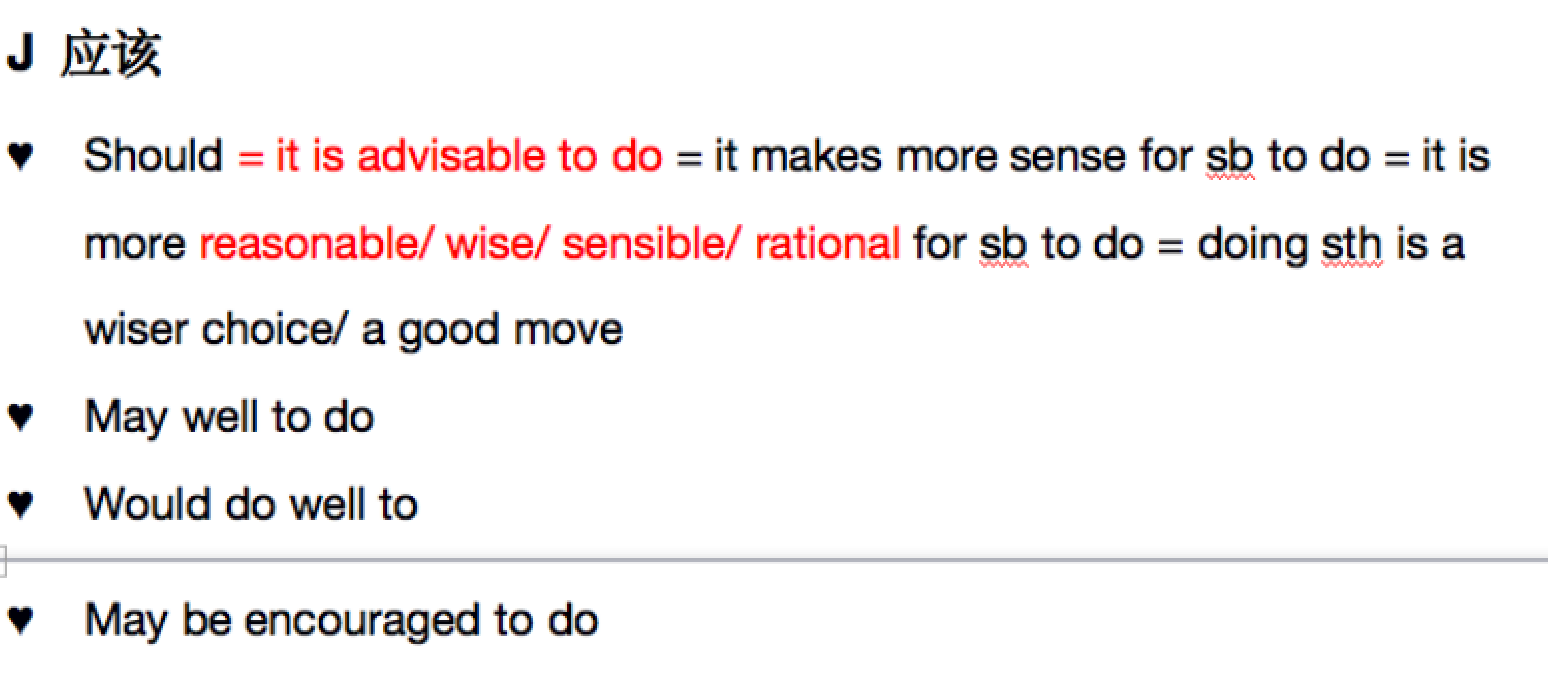 J 应该
♥ Should = it is advisable to do = it makes more sense for sb to do = it is
more reasonable/ wise/ sensible/ rational for sb to do = doing sth is a
wiser choice/ a good move
♥ May well to do
♥ Would do well to
♥ May be encouraged to do